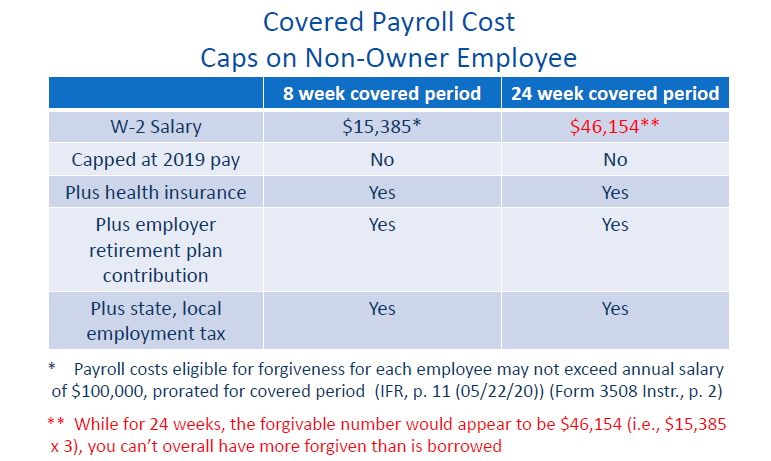 Covered Payroll Cost
Caps on Non-Owner Employee
8 week covered period 24 week covered period
W-2 Salary $15,385* $46,154**
Capped at 2019 pay No No
Plus health insurance Yes Yes
Plus employer Yes Yes
retirement plan
contribution
Plus state, local Yes Yes
employment tax
* Payroll costs eligible for forgiveness for each employee may not exceed annual salary
of $100,000, prorated for covered period (IFR, p. 11 (05/22/20)) (Form 3508 Instr., p. 2)
** While for 24 weeks, the forgivable number would appear to be $46,154 (i.e., $15,385
x 3), you can’t overall have more forgiven than is borrowed